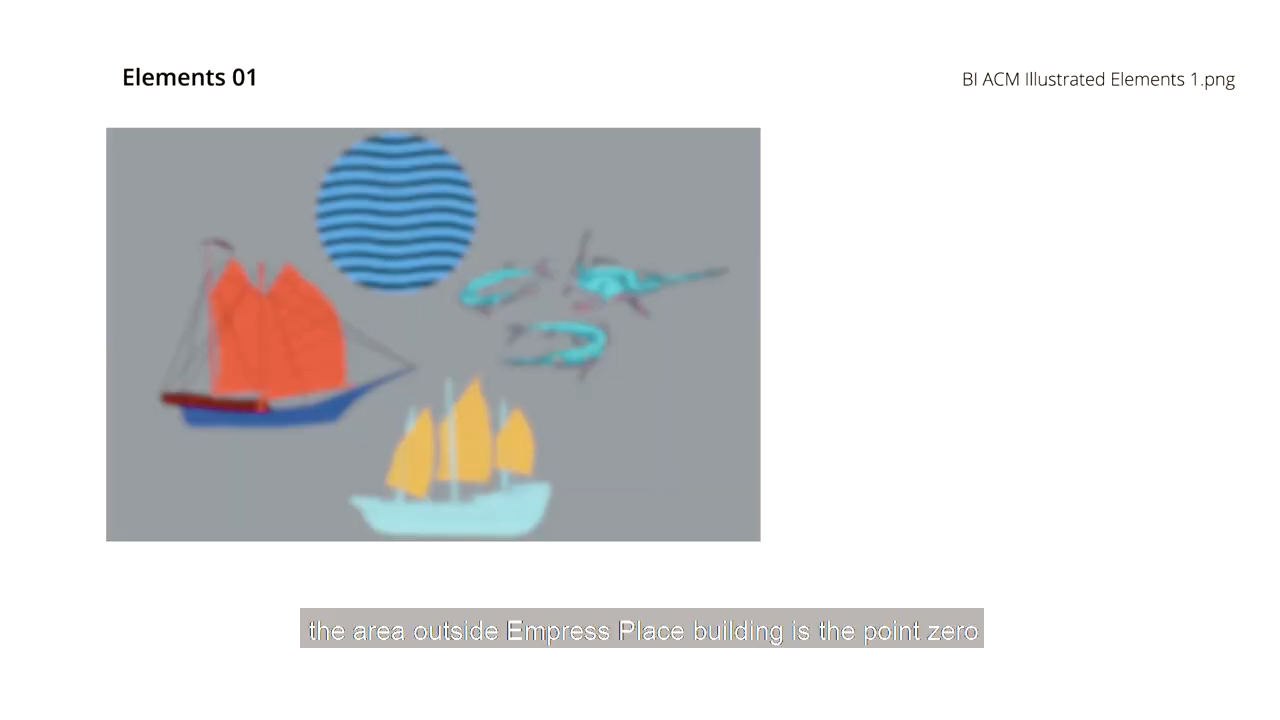 Elements 01
BI ACM Illustrated Elements 1.png
the area outside Empress Place building is the point zero